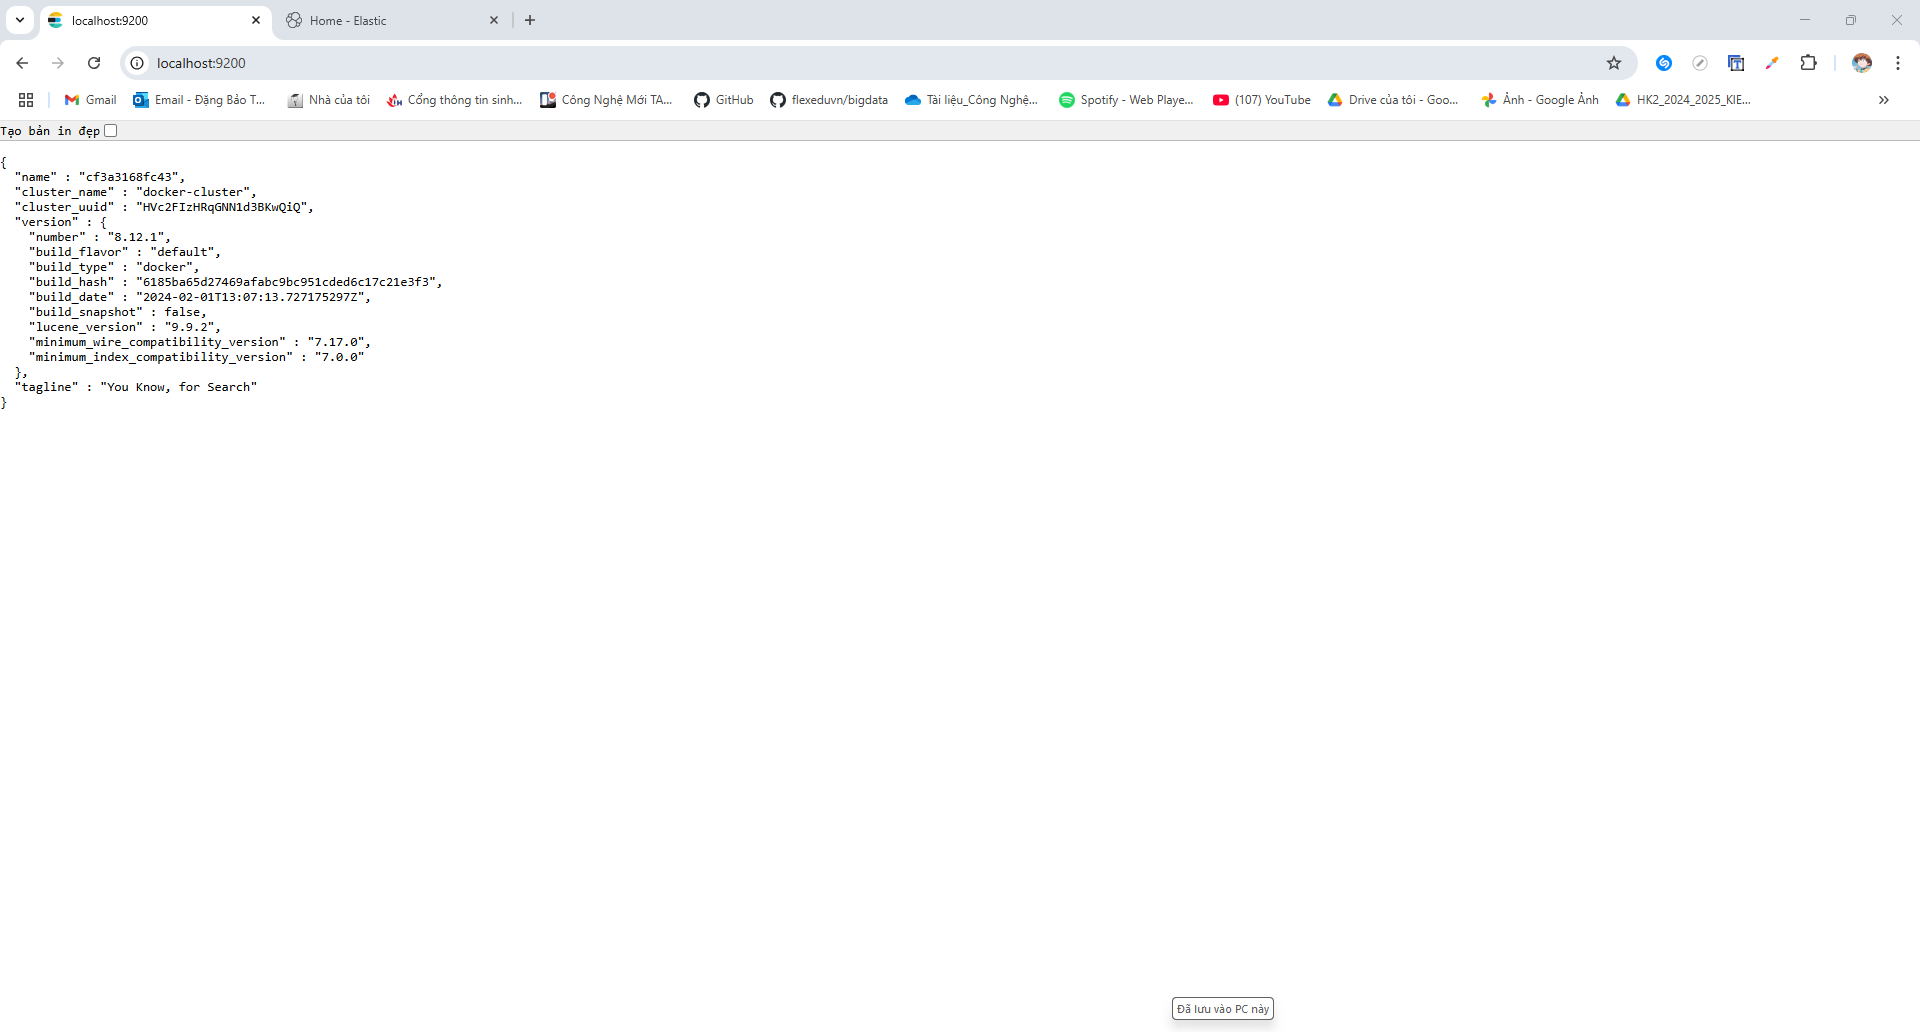 localhost:9200
Home - Elastic
localhost:9200
Gmail
Email - Đặng Bảo T...
Nhà của tôi
Cổng thông tin sinh...
Công Nghệ Mới TA...
GitHub
flexeduvn/bigdata
Tài liệu_Công Nghệ...
Spotify - Web Playe...
(107) YouTube
Drive của tôi - Goo...
Ảnh - Google Ảnh
HK2_2024_2025_KIE...
Tạo bản in đẹp
{
  "name" : "cf3a3168fc43",
  "cluster_name" : "docker-cluster",
  "cluster_uuid" : "HVc2FIzHRqGNN1d3BKwQiQ",
  "version" : {
    "number" : "8.12.1",
    "build_flavor" : "default",
    "build_type" : "docker",
    "build_hash" : "6185ba65d27469afabc9bc951cded6c17c21e3f3",
    "build_date" : "2024-02-01T13:07:13.727175297Z",
    "build_snapshot" : false,
    "lucene_version" : "9.9.2",
    "minimum_wire_compatibility_version" : "7.17.0",
    "minimum_index_compatibility_version" : "7.0.0"
  },
  "tagline" : "You Know, for Search"
}
Đã lưu vào PC này